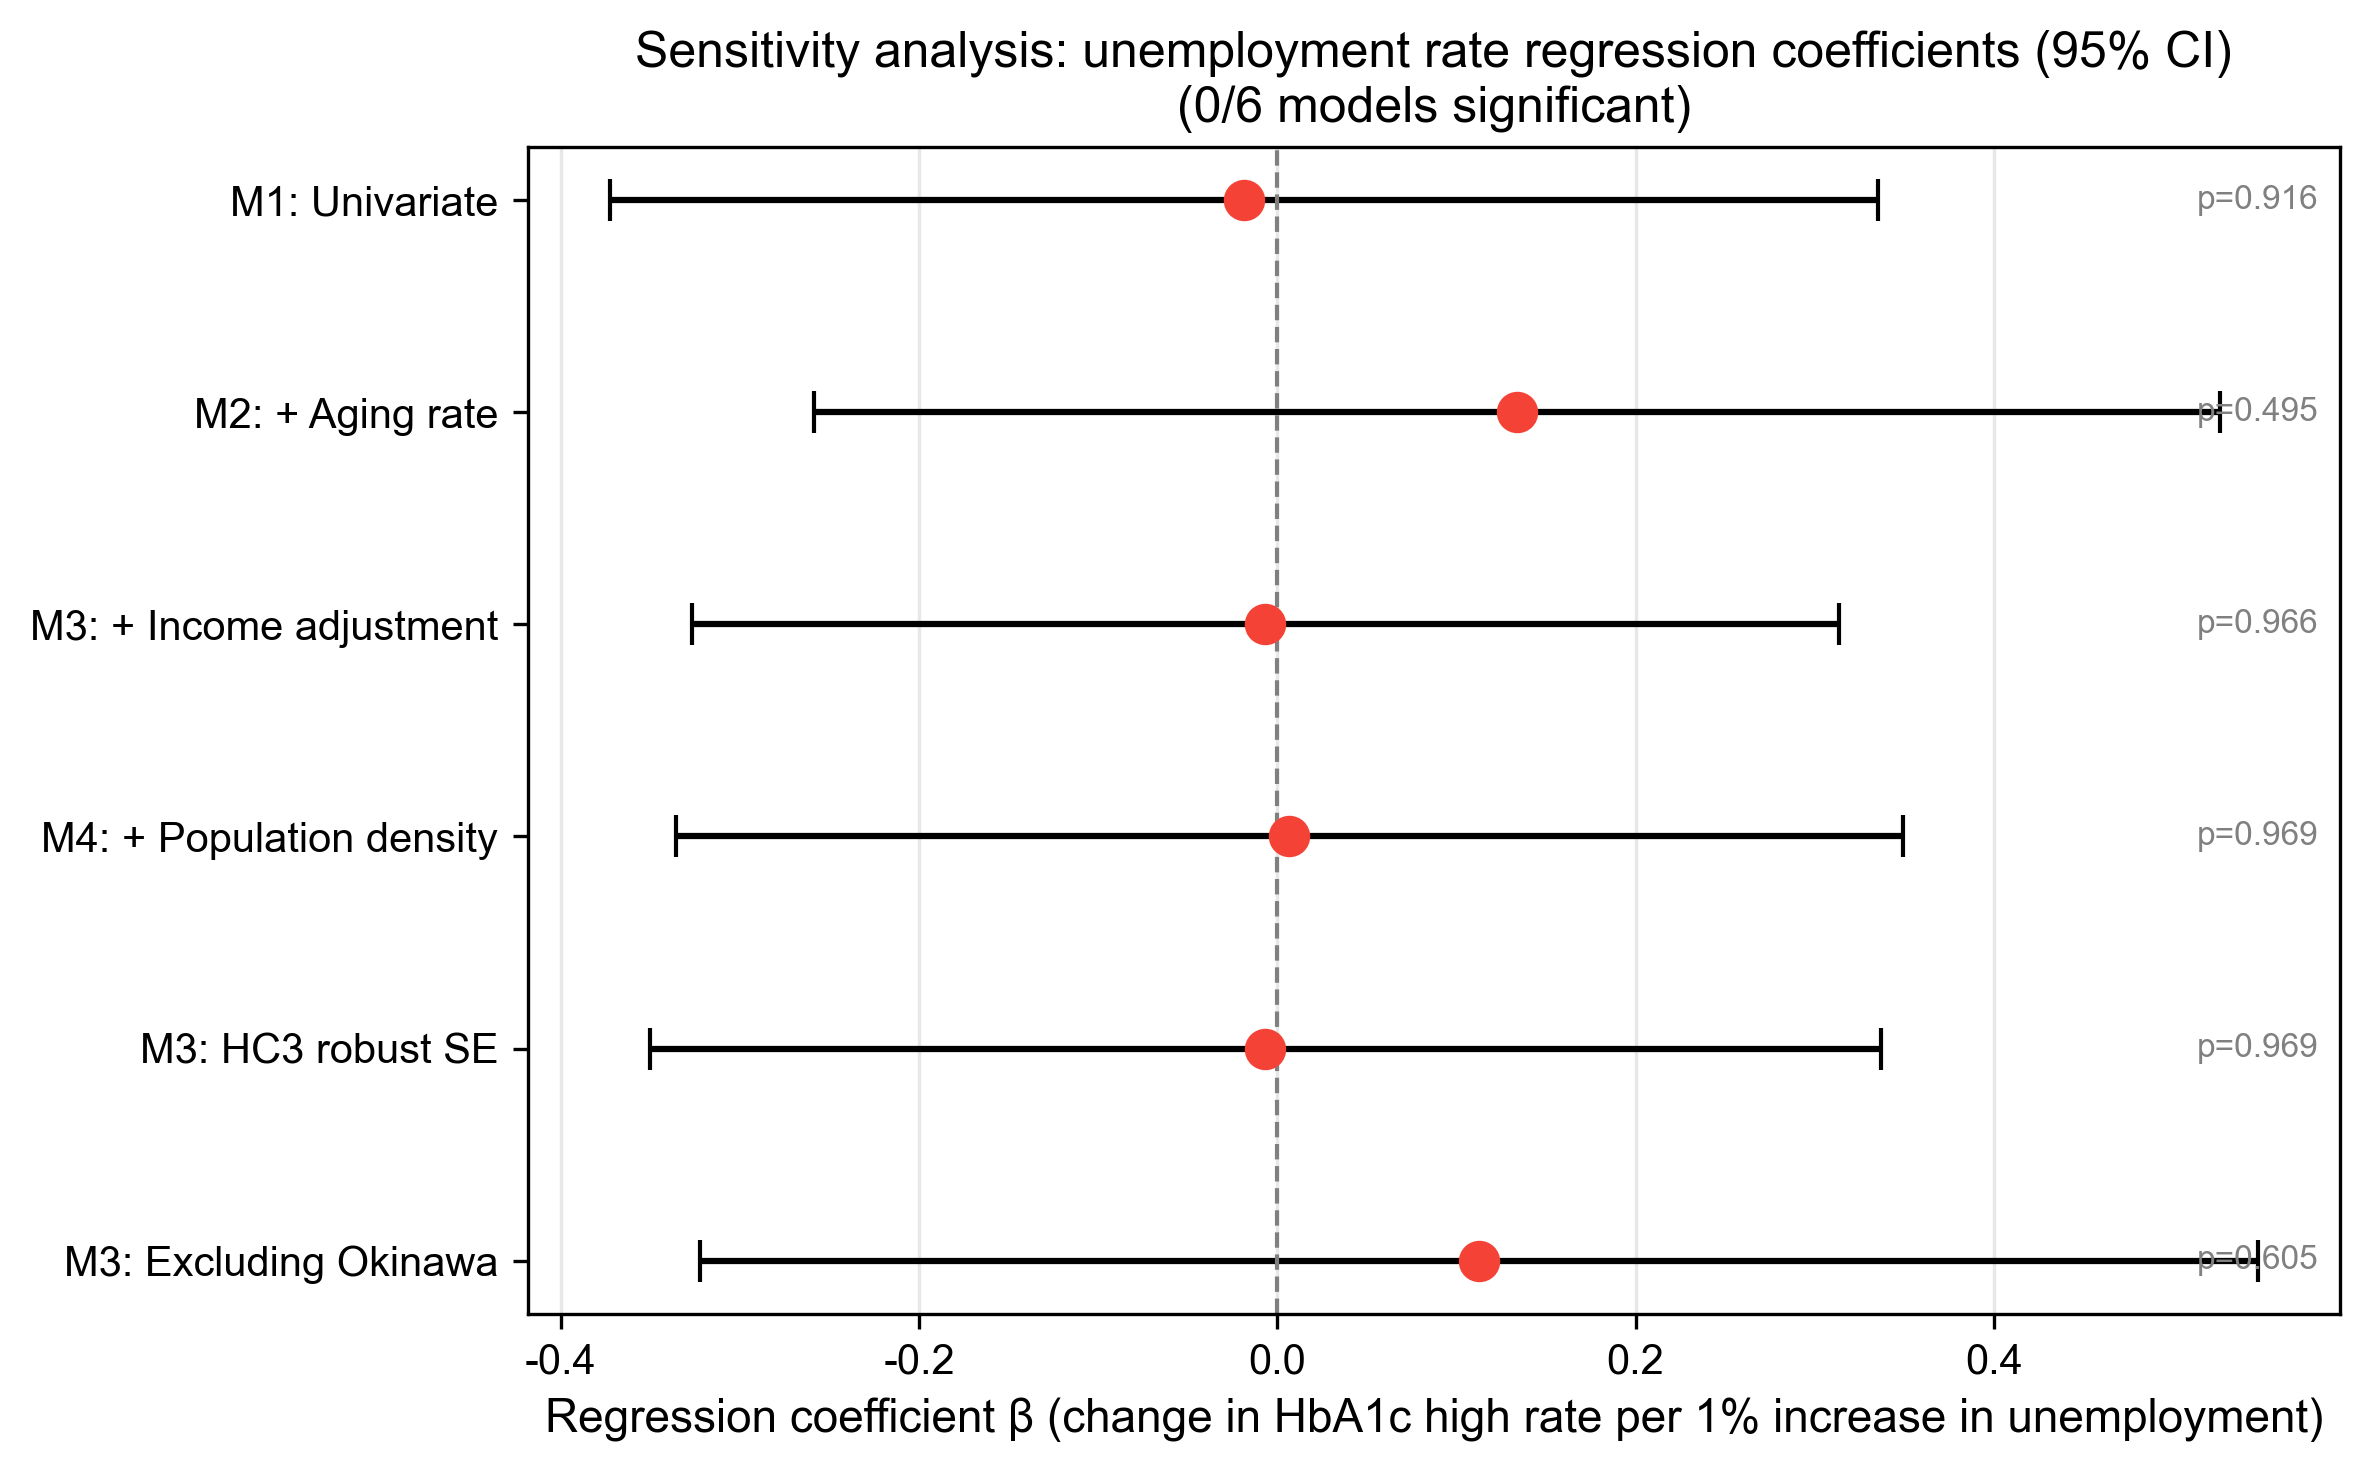 Sensitivity analysis: unemployment rate regression coefficients (95% CI)
(0/6 models significant)
M1: Univariate
p=0.916
M2: + Aging rate
p=0.495
M3: + Income adjustment
p=0.966
M4: + Population density
p=0.969
M3: HC3 robust SE
p=0.969
M3: Excluding Okinawa
p=0.605
-0.4 -0.2 0.0 0.2 0.4
Regression coefficient β (change in HbA1c high rate per 1% increase in unemployment)